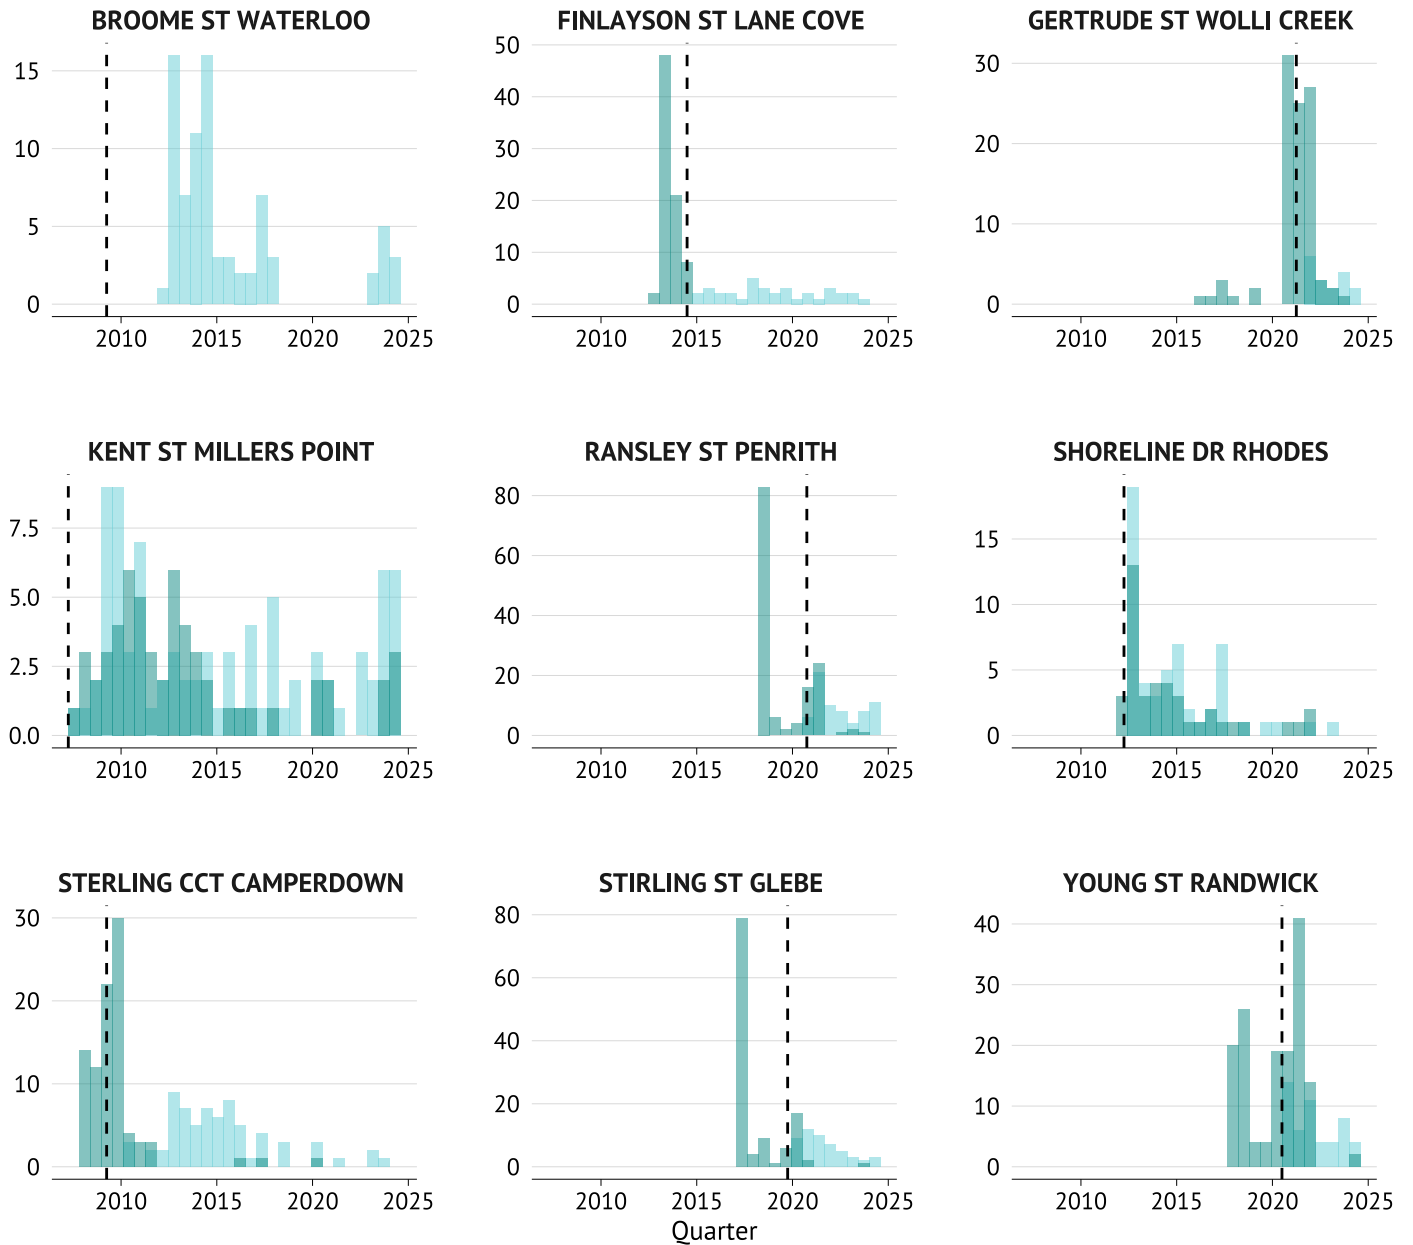 BROOME ST WATERLOO
FINLAYSON ST LANE COVE
GERTRUDE ST WOLLI CREEK
15
10
5
0
2010 2015 2020 2025
50
40
30
20
10
0
2010 2015 2020 2025
30
20
10
0
2010 2015 2020 2025
KENT ST MILLERS POINT
RANSLEY ST PENRITH
SHORELINE DR RHODES
7.5
5.0
2.5
0.0
2010 2015 2020 2025
80
60
40
20
0
2010 2015 2020 2025
15
10
5
0
2010 2015 2020 2025
STERLING CCT CAMPERDOWN
STIRLING ST GLEBE
YOUNG ST RANDWICK
30
20
10
0
2010 2015 2020 2025
80
60
40
20
0
2010 2015 2020 2025
40
30
20
10
0
2010 2015 2020 2025
Quarter